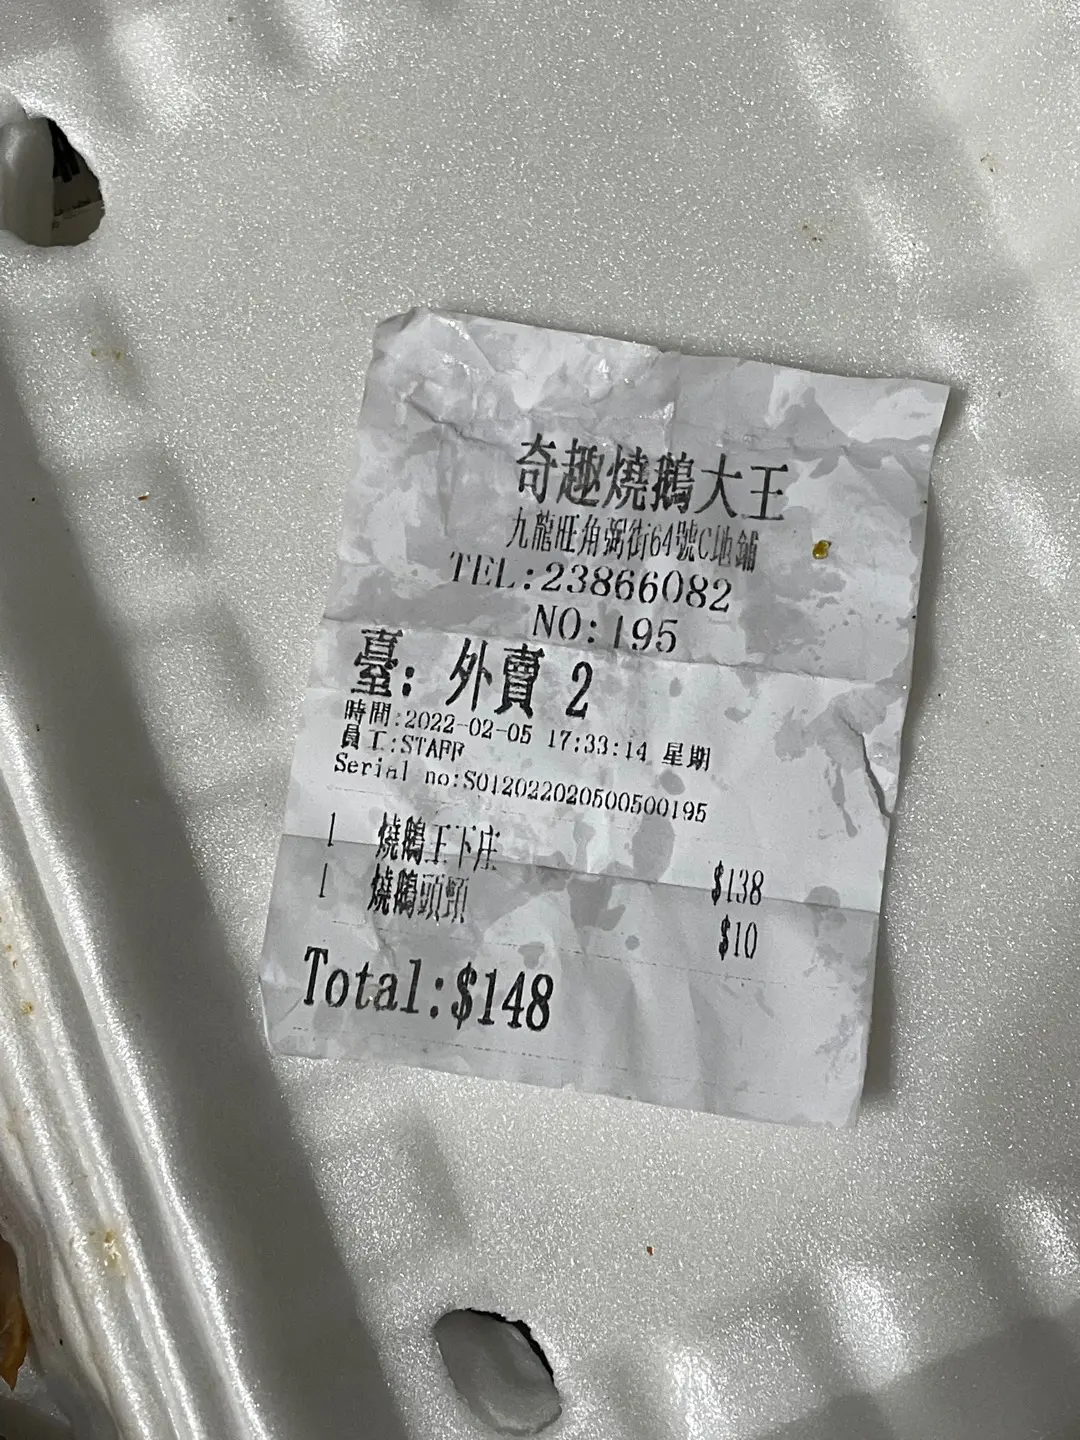 奇趣燒鵝大王
九龍旺角弼街64號C地鋪
TEL:23866082
NO:195
臺: 外賣 2
時間:2022-02-05 17:33:14 星期
員工:STAFF
Serial no:S012022020500500195
1 燒鵝王下庄 $138
1 燒鵝頭頸 $10
Total:$148